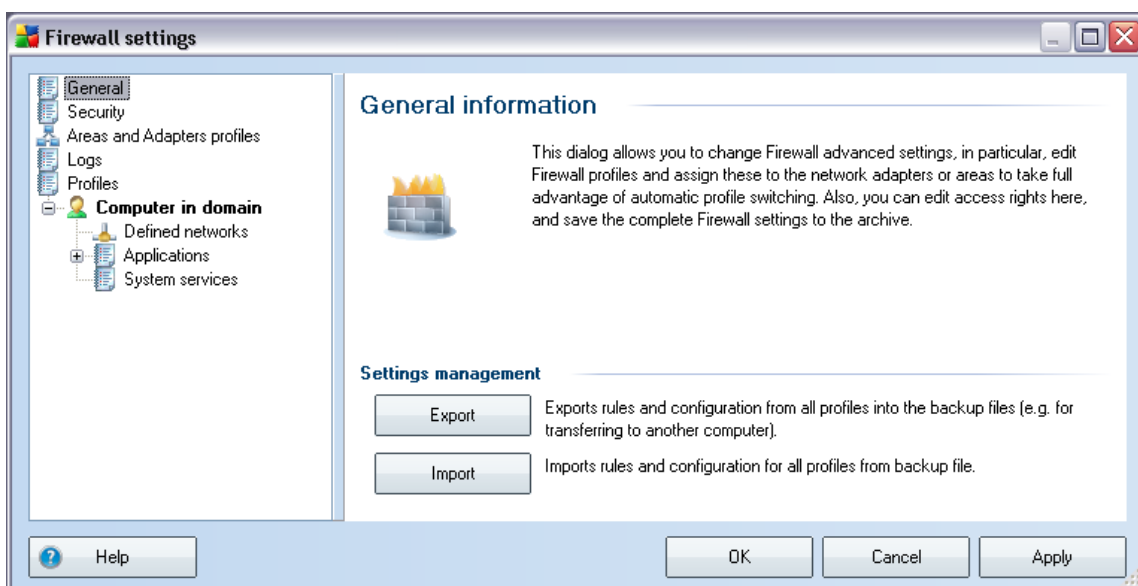 Firewall settings
General
Security
Areas and Adapters profiles
Logs
Profiles
Computer in domain
Defined networks
Applications
System services
General information
This dialog allows you to change Firewall advanced settings, in particular, edit
Firewall profiles and assign these to the network adapters or areas to take full
advantage of automatic profile switching. Also, you can edit access rights here,
and save the complete Firewall settings to the archive.
Settings management
Export
Exports rules and configuration from all profiles into the backup files (e.g. for
transferring to another computer).
Import
Imports rules and configuration for all profiles from backup file.
Help
OK
Cancel
Apply